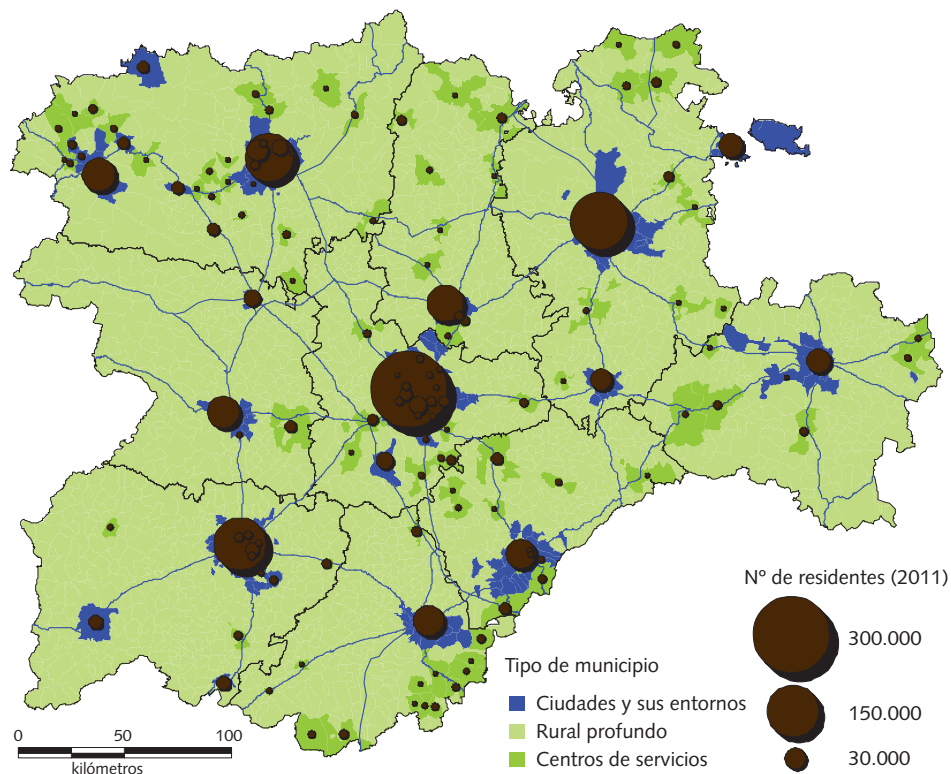 Nº de residentes (2011)
300.000
150.000
30.000
Tipo de municipio
Ciudades y sus entornos
Rural profundo
Centros de servicios
0 50 100
kilómetros